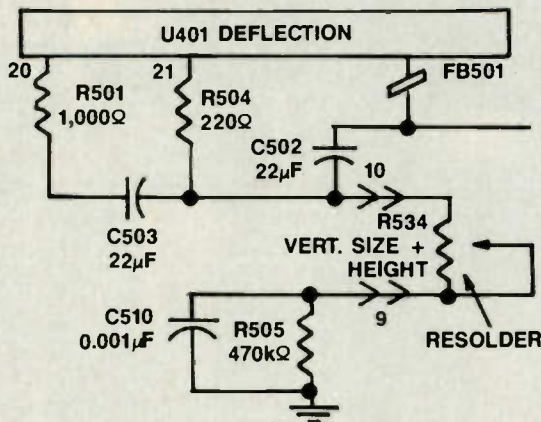 U401 DEFLECTION
20
21
FB501
R501
1,000Ω
R504
220Ω
C502
22μF
10
C503
22μF
R534
VERT. SIZE +
HEIGHT
C510
0.001μF
R505
470kΩ
9
RESOLDER